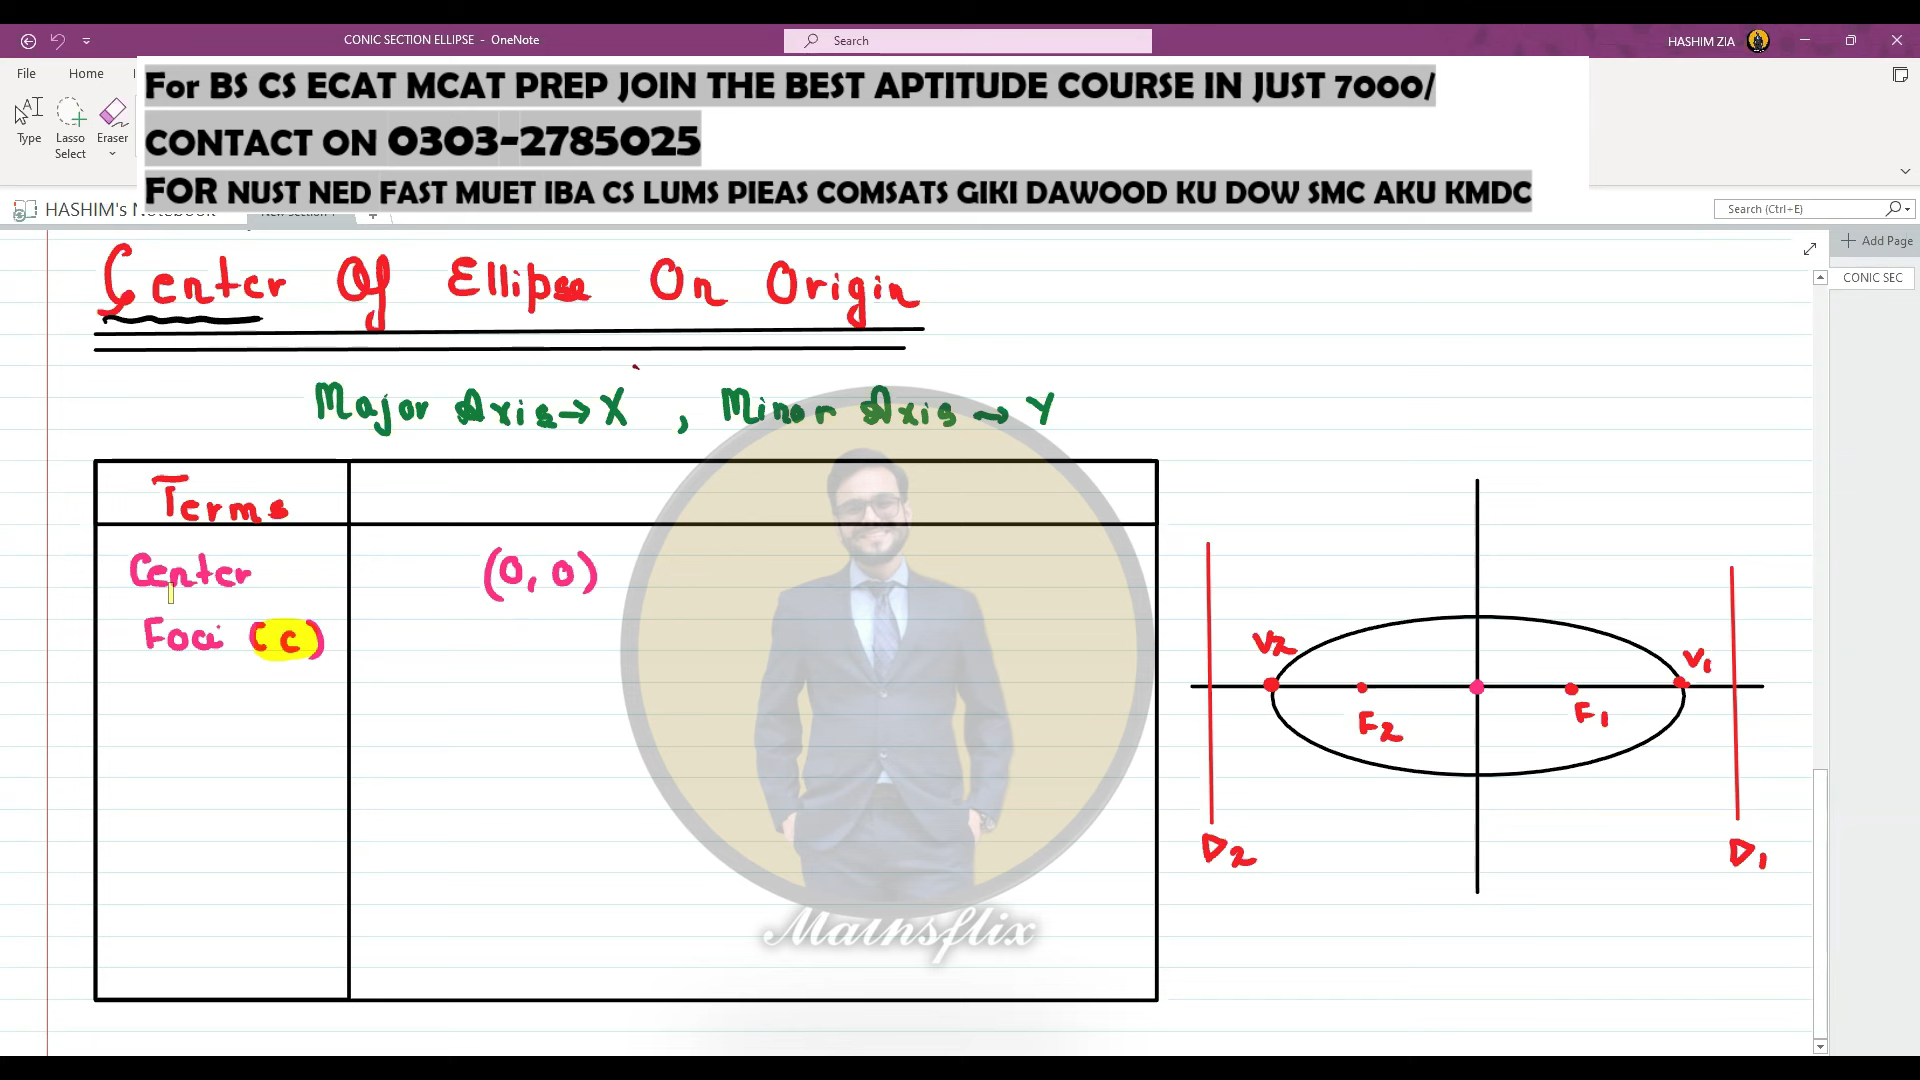 CONIC SECTION ELLIPSE - OneNote
Search
HASHIM ZIA
File Home
For BS CS ECAT MCAT PREP JOIN THE BEST APTITUDE COURSE IN JUST 7000/
CONTACT ON 0303-2785025
FOR NUST NED FAST MUET IBA CS LUMS PIEAS COMSATS GIKI DAWOOD KU DOW SMC AKU KMDC
Type
Lasso Select
Eraser
HASHIM's Notebook
Search (Ctrl+E)
Add Page
CONIC SEC
Center Of Ellipse On Origin
Major Axis → X , Minor Axis → Y
Terms
Center (0, 0)
Foci (c)
V2 V1
F2 F1
D2 D1
Mainsflix